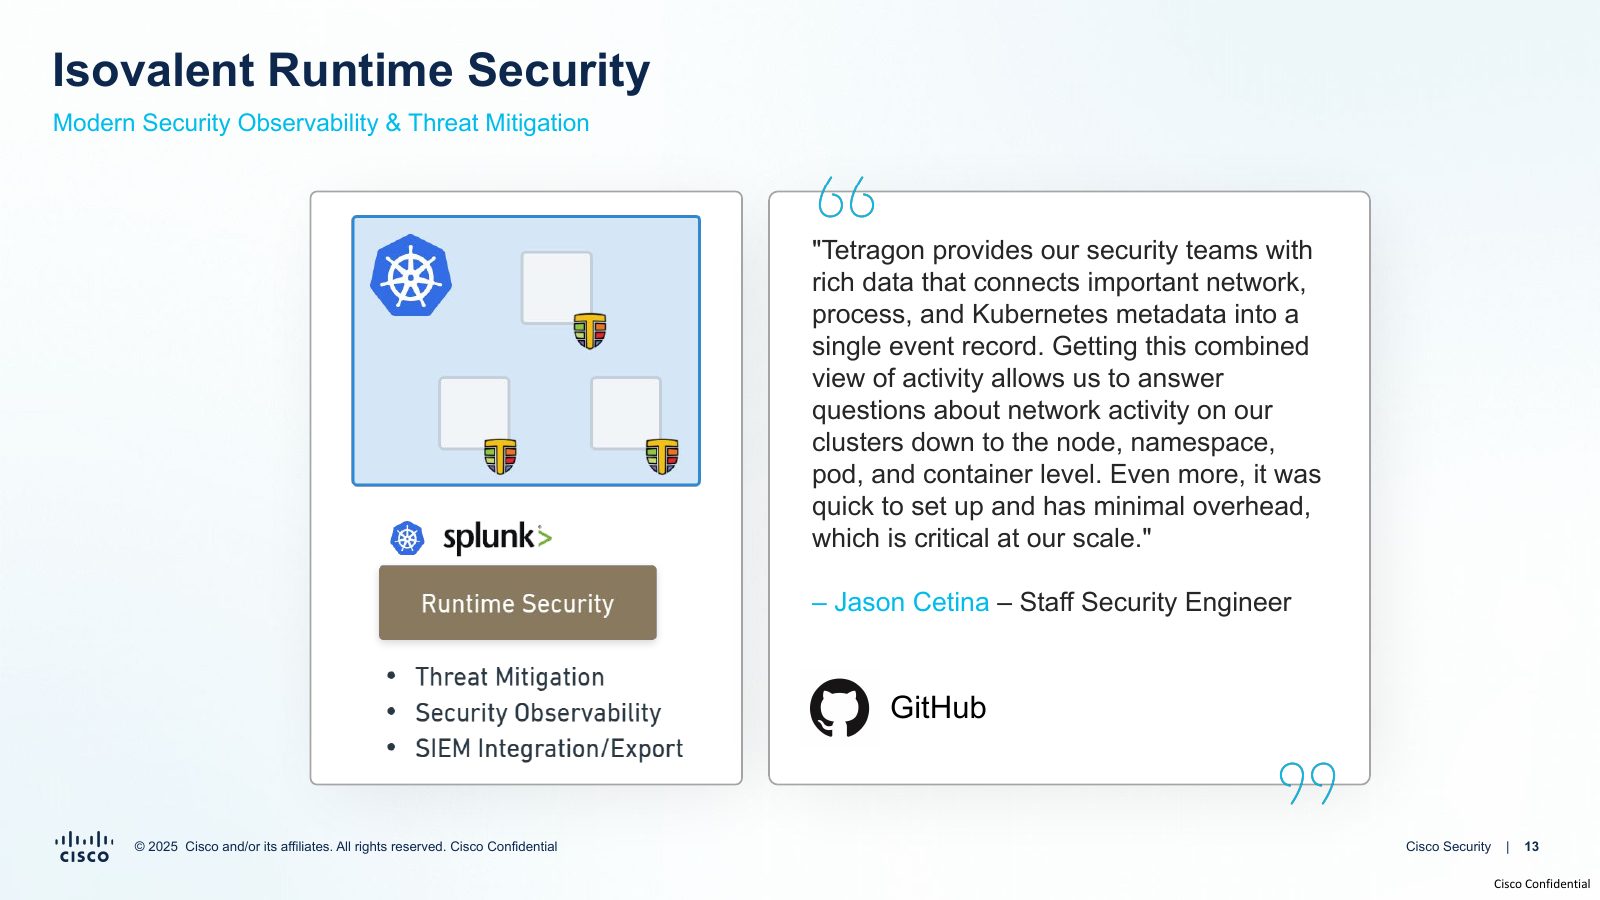 Isovalent Runtime Security
Modern Security Observability & Threat Mitigation
splunk>
Runtime Security
• Threat Mitigation
• Security Observability
• SIEM Integration/Export
"Tetragon provides our security teams with
rich data that connects important network,
process, and Kubernetes metadata into a
single event record. Getting this combined
view of activity allows us to answer
questions about network activity on our
clusters down to the node, namespace,
pod, and container level. Even more, it was
quick to set up and has minimal overhead,
which is critical at our scale."
– Jason Cetina – Staff Security Engineer
GitHub
CISCO
© 2025 Cisco and/or its affiliates. All rights reserved. Cisco Confidential
Cisco Security | 13
Cisco Confidential